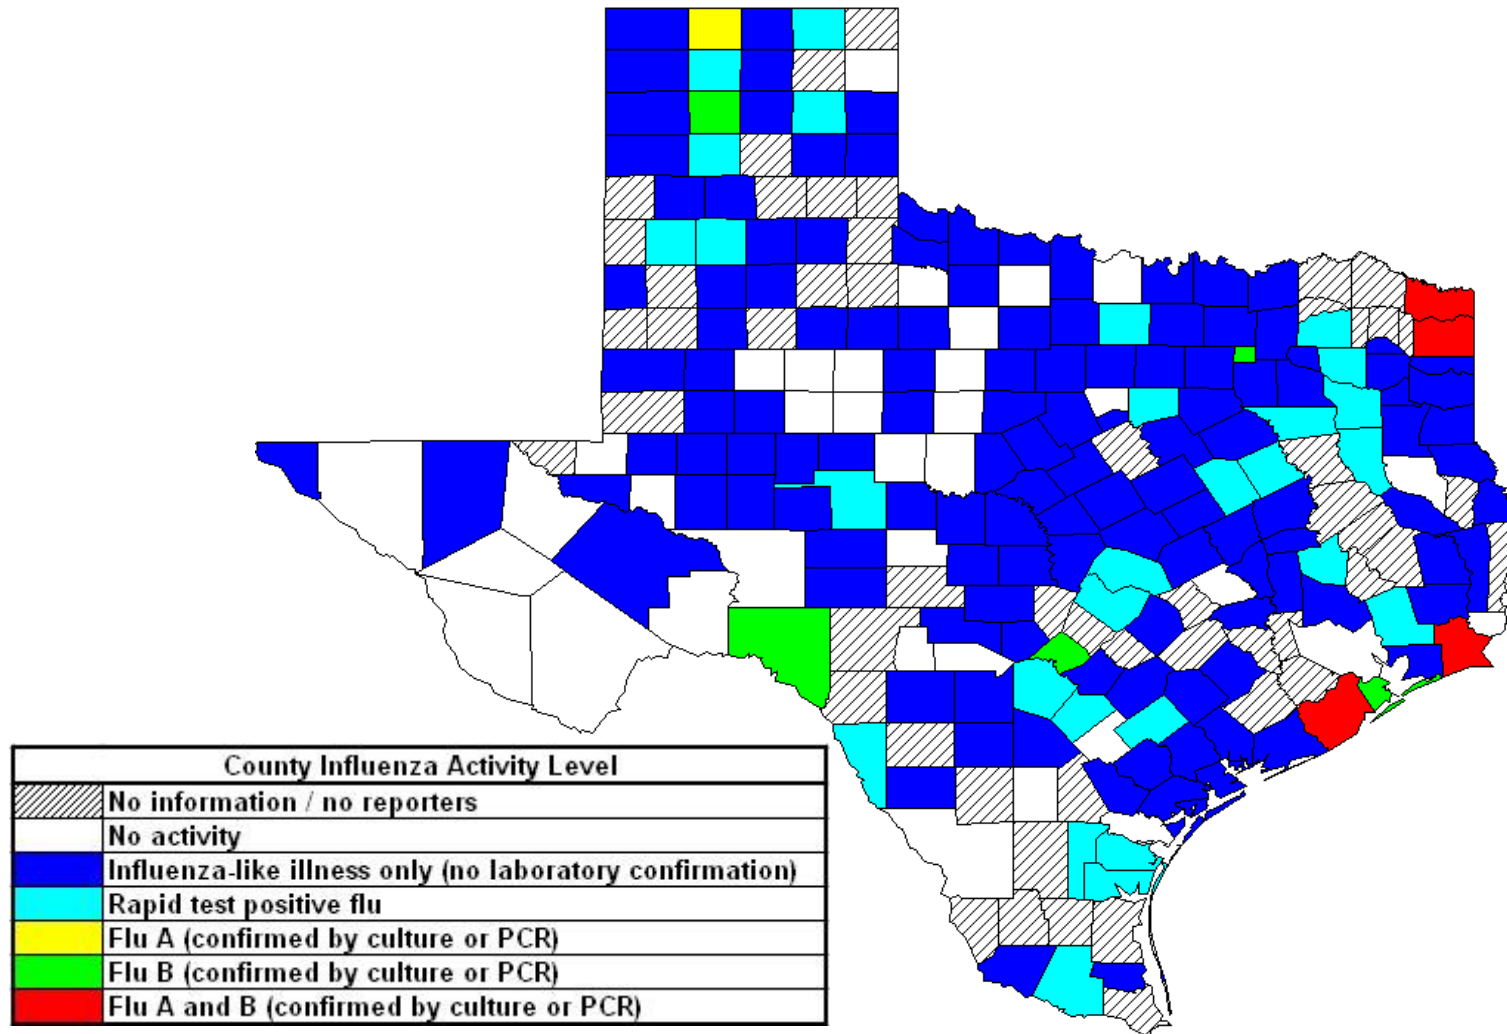 County Influenza Activity Level
No information / no reporters
No activity
Influenza-like illness only (no laboratory confirmation)
Rapid test positive flu
Flu A (confirmed by culture or PCR)
Flu B (confirmed by culture or PCR)
Flu A and B (confirmed by culture or PCR)